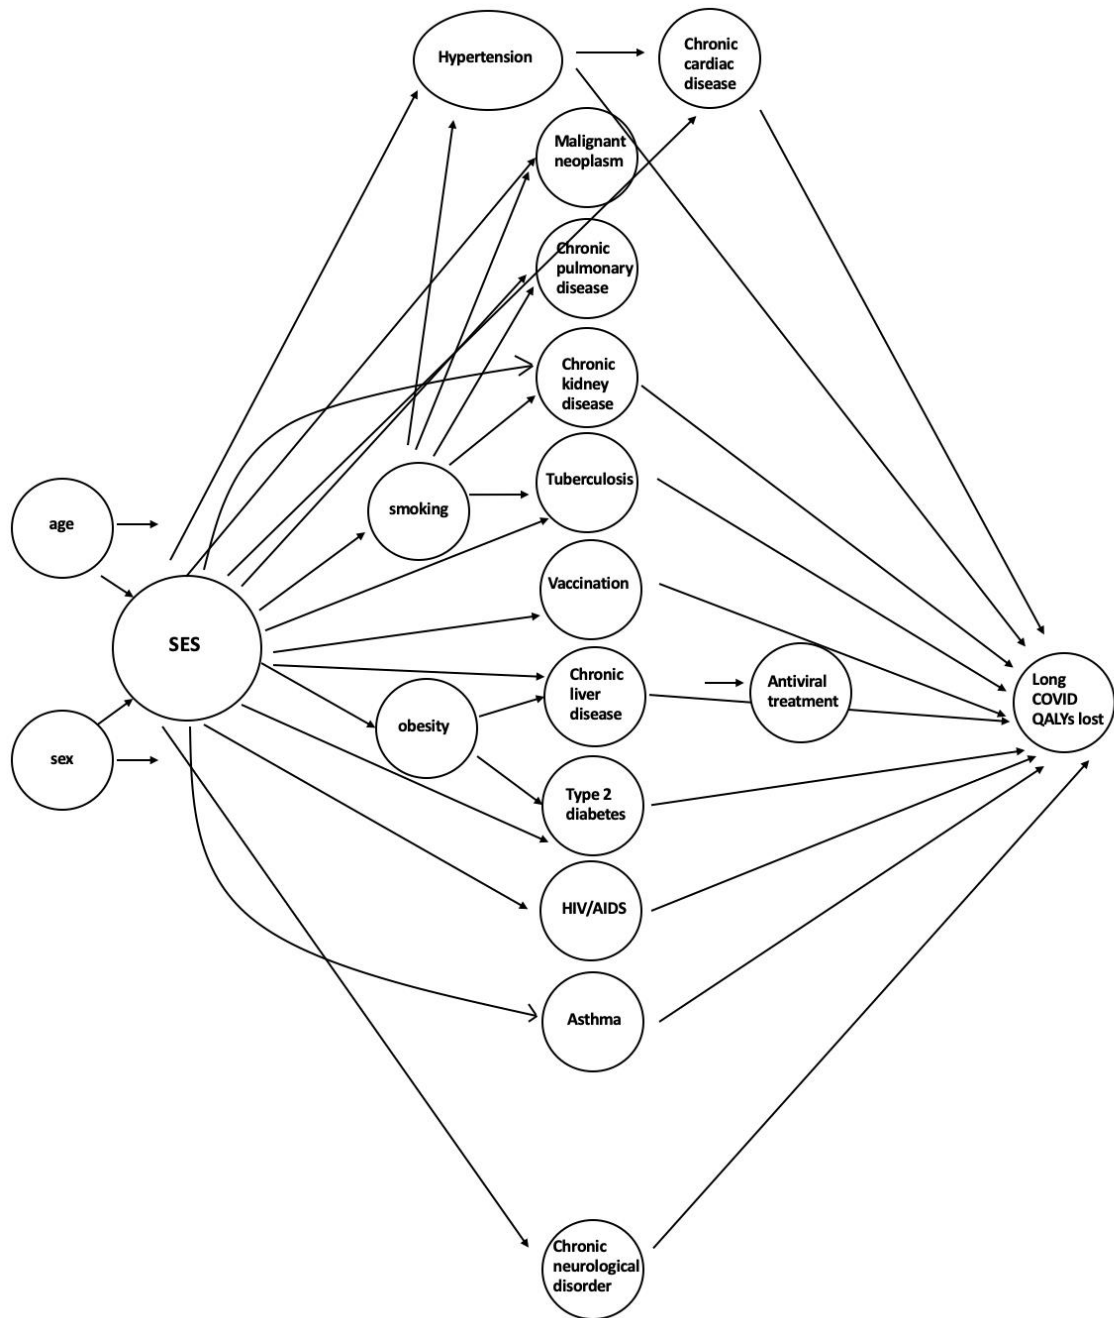 Hypertension
Chronic
cardiac
disease
Malignant
neoplasm
Chronic
pulmonary
disease
Chronic
kidney
disease
Tuberculosis
smoking
age
Vaccination
SES
Chronic
liver
disease
Antiviral
treatment
Long
COVID
QALYs lost
obesity
sex
Type 2
diabetes
HIV/AIDS
Asthma
Chronic
neurological
disorder